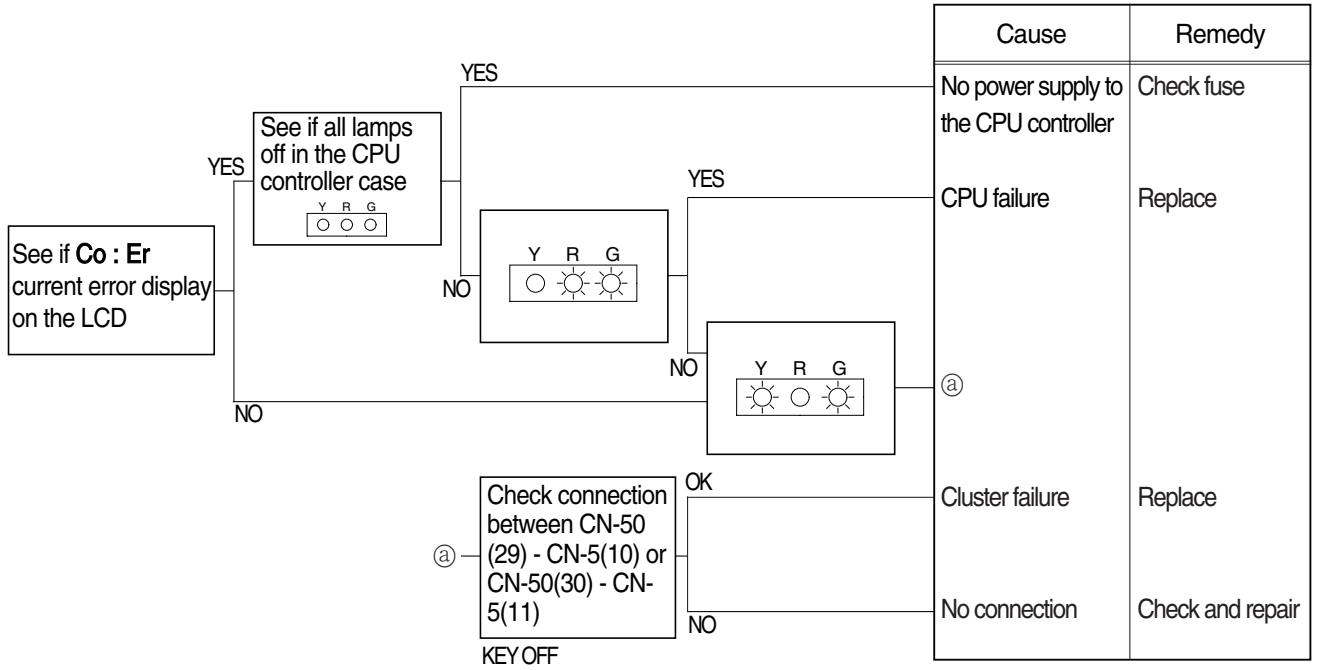 Cause Remedy
YES
No power supply to Check fuse
the CPU controller
See if all lamps
off in the CPU
controller case
Y R G
YES
YES
CPU failure Replace
See if Co : Er
current error display
on the LCD
Y R G
NO
NO
Y R G
ⓐ
NO
OK
Check connection
between CN-50
(29) - CN-5(10) or
CN-50(30) - CN-
5(11)
ⓐ
Cluster failure Replace
NO
No connection Check and repair
KEY OFF